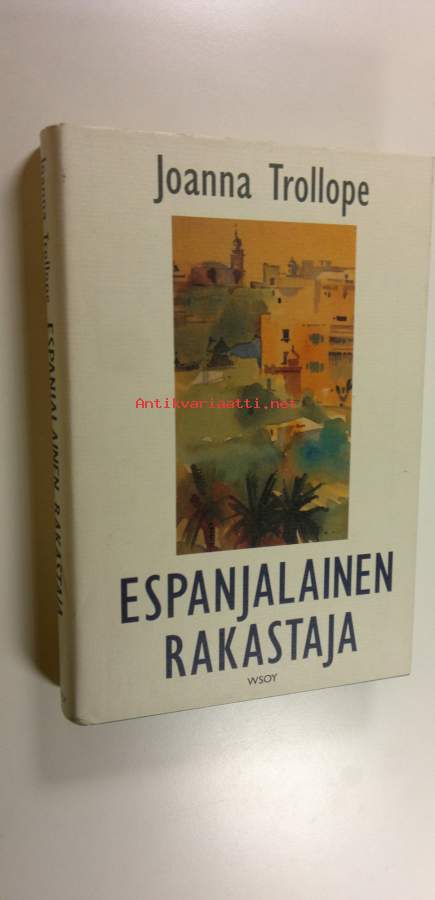 Joanna Trollope
Antikvariaatti.net
ESPANJALAINEN
RAKASTAJA
WSOY
Joanna Trollope ESPANJALAINEN RAKASTAJA